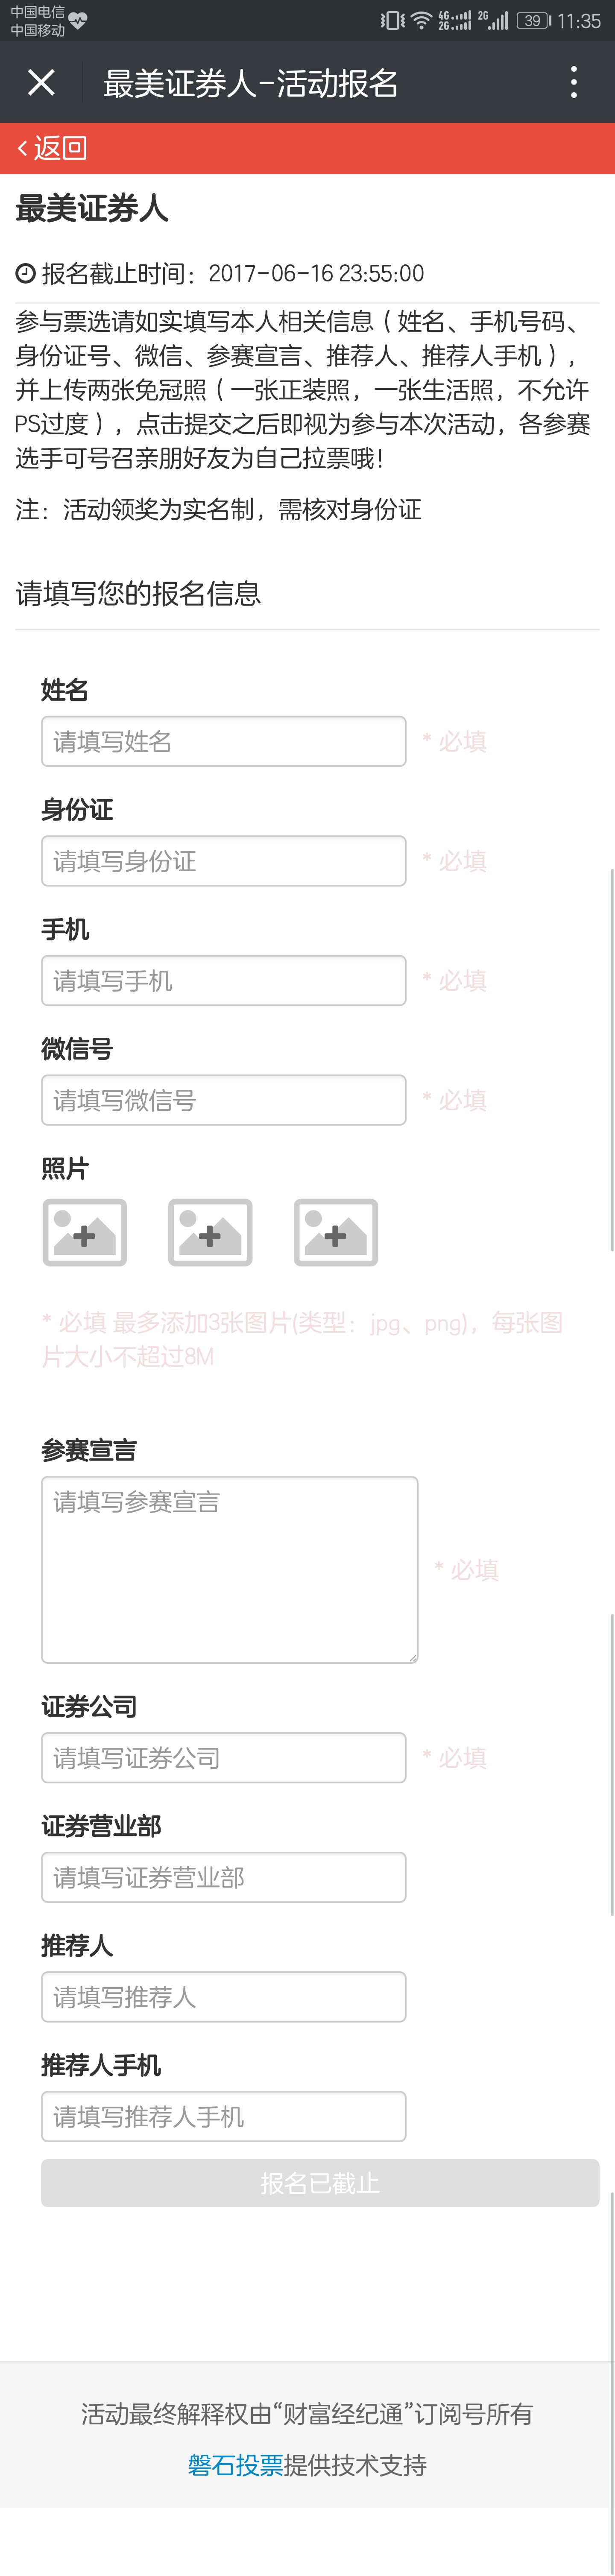 中国电信
中国移动
4G
2G
2G
39
11:35
最美证券人-活动报名
返回
最美证券人
报名截止时间：2017-06-16 23:55:00
参与票选请如实填写本人相关信息（姓名、手机号码、
身份证号、微信、参赛宣言、推荐人、推荐人手机），
并上传两张免冠照（一张正装照，一张生活照，不允许
PS过度），点击提交之后即视为参与本次活动，各参赛
选手可号召亲朋好友为自己拉票哦！
注：活动领奖为实名制，需核对身份证
请填写您的报名信息
姓名
请填写姓名 * 必填
身份证
请填写身份证 * 必填
手机
请填写手机 * 必填
微信号
请填写微信号 * 必填
照片
* 必填 最多添加3张图片(类型：jpg、png)，每张图
片大小不超过8M
参赛宣言
请填写参赛宣言
* 必填
证券公司
请填写证券公司 * 必填
证券营业部
请填写证券营业部
推荐人
请填写推荐人
推荐人手机
请填写推荐人手机
报名已截止
活动最终解释权由“财富经纪通”订阅号所有
磐石投票提供技术支持